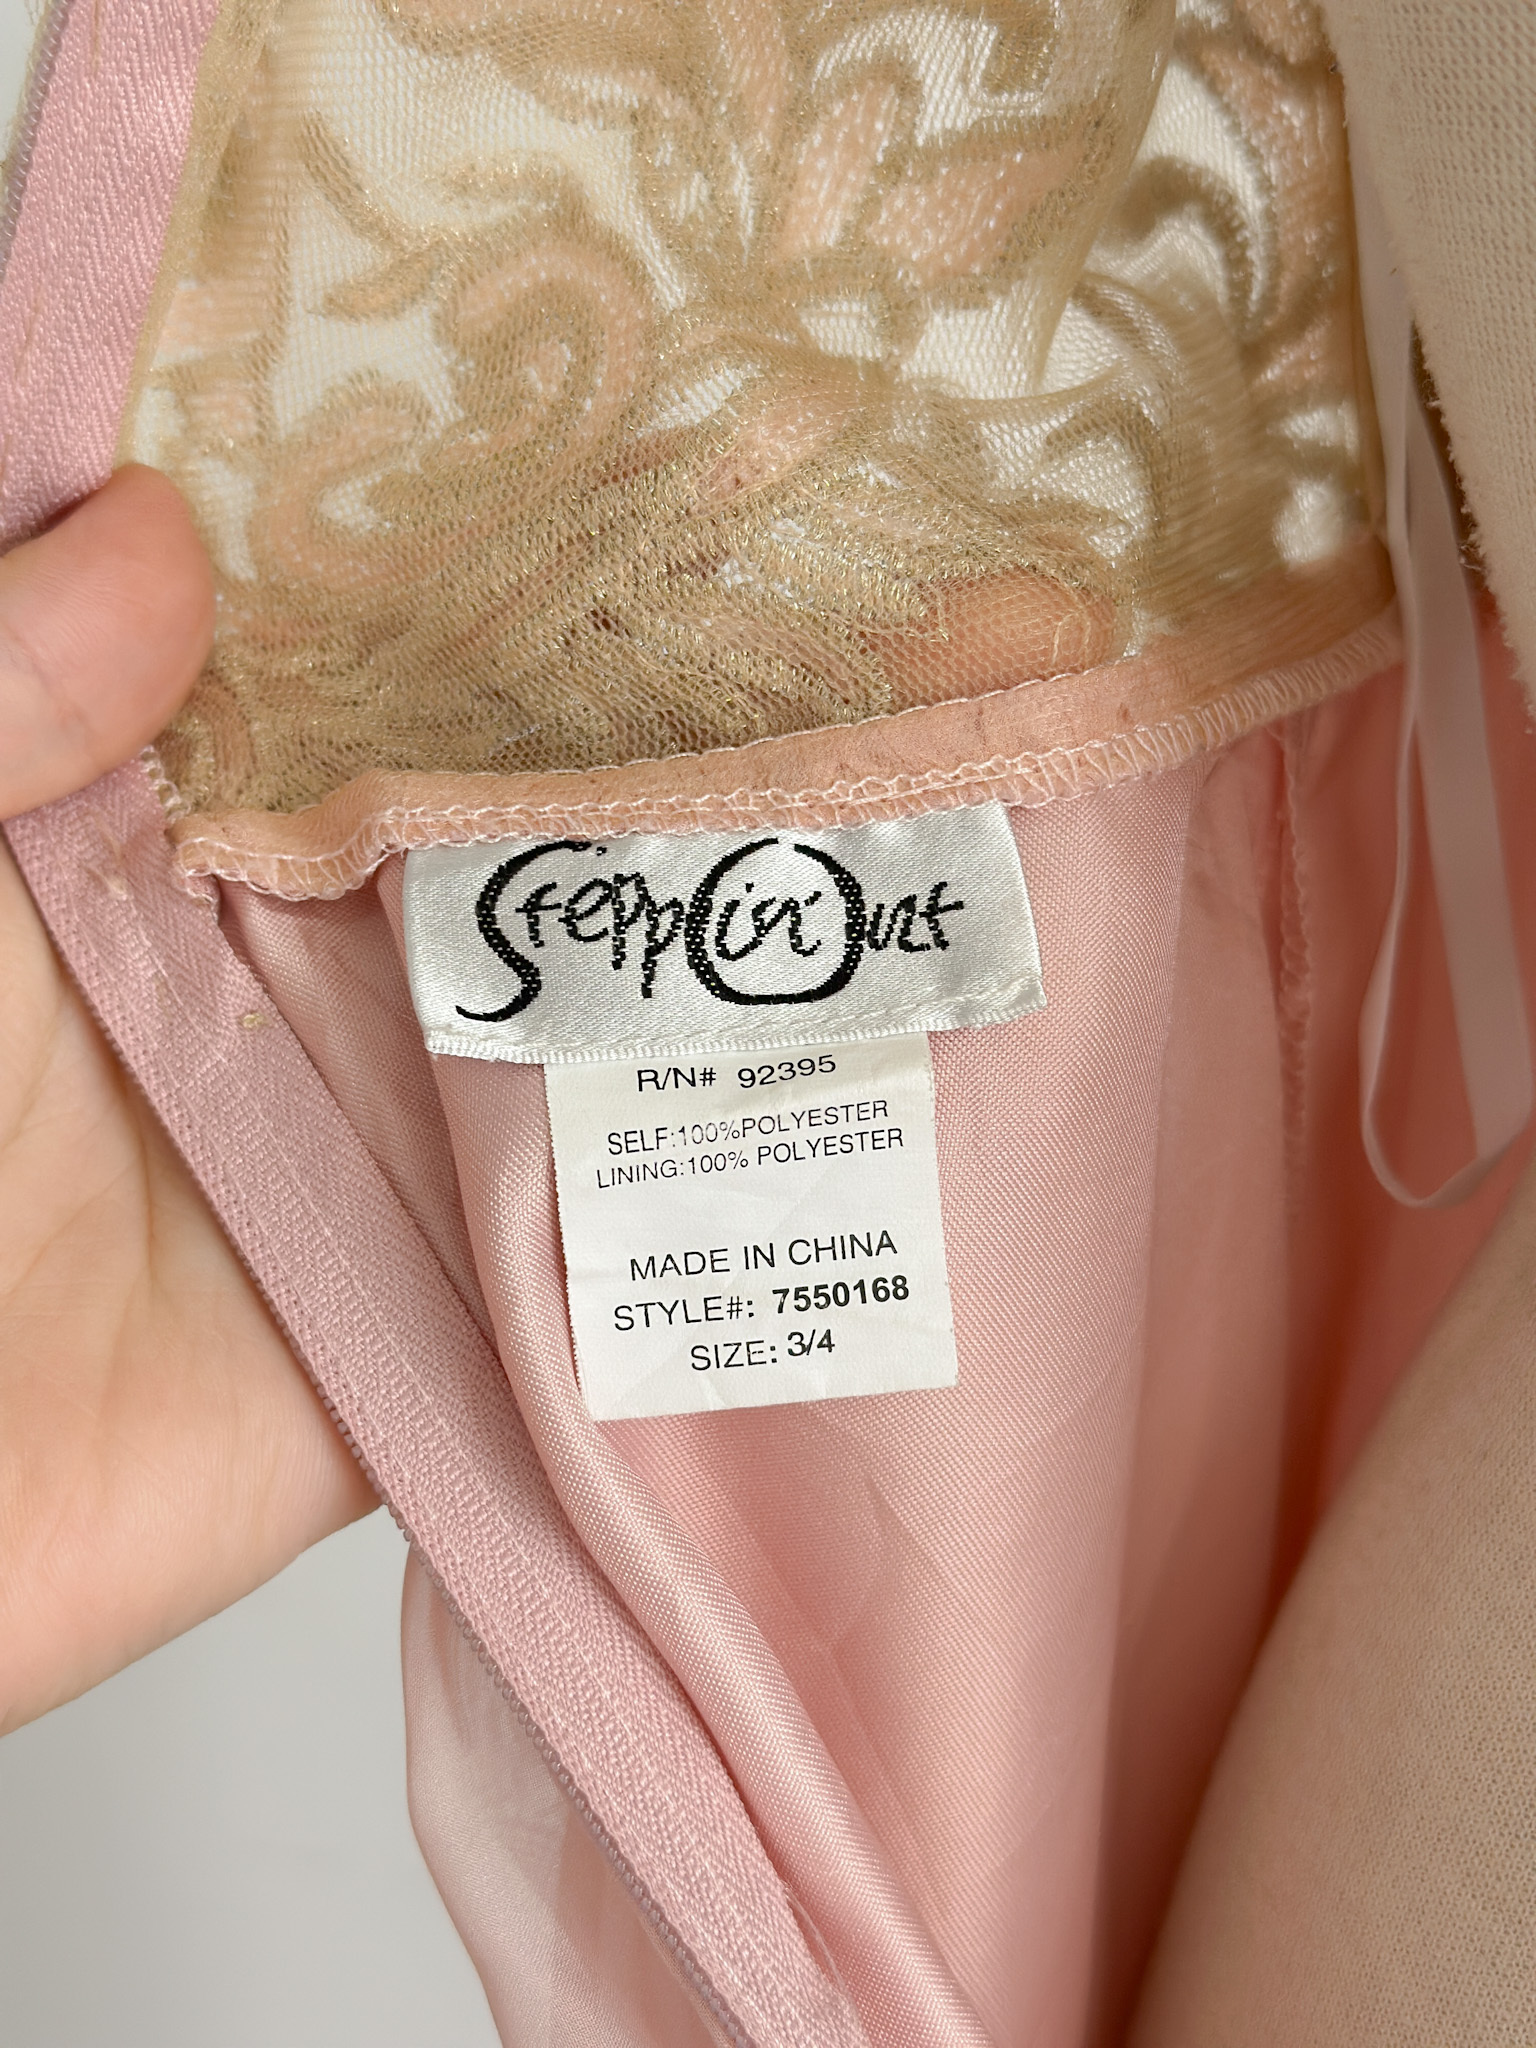 Steppin Out
R/N# 92395
SELF:100%POLYESTER
LINING:100% POLYESTER
MADE IN CHINA
STYLE#: 7550168
SIZE: 3/4